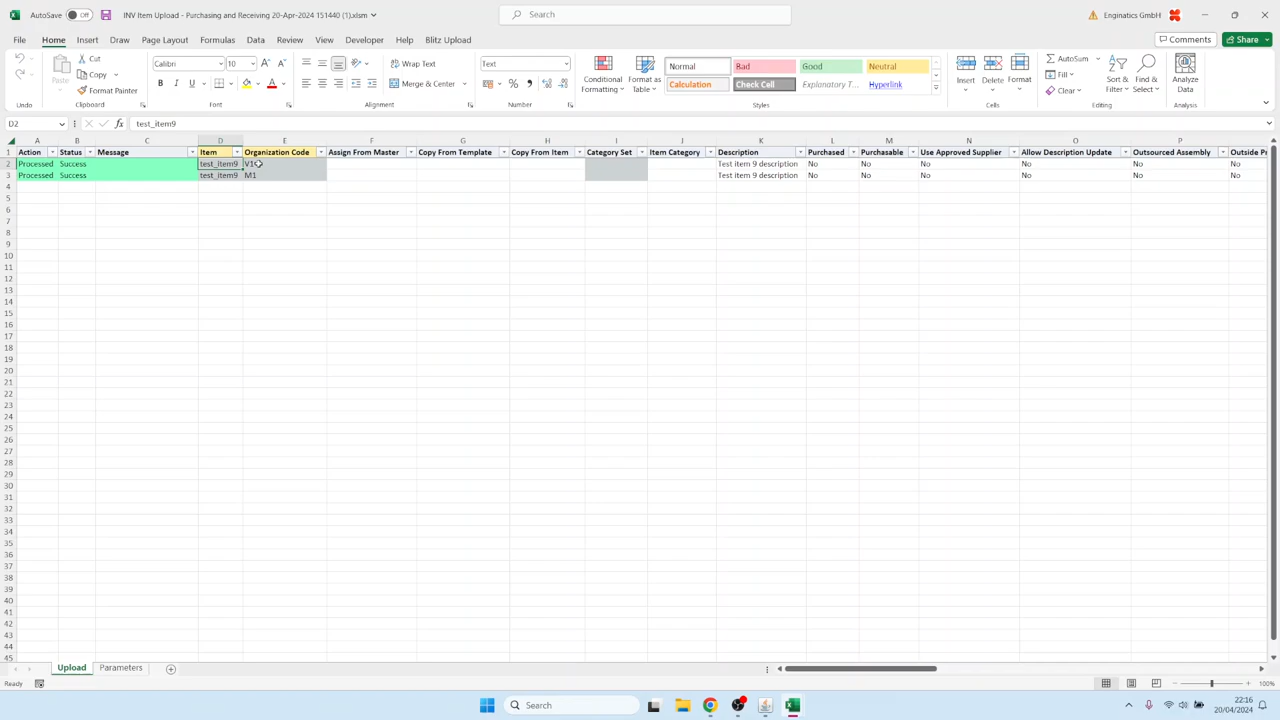 AutoSave Off INV Item Upload - Purchasing and Receiving 20-Apr-2024 151440 (1).xlsm Search Enginatics GmbH
File Home Insert Draw Page Layout Formulas Data Review View Developer Help Blitz Upload Comments Share
Undo
Paste
Cut
Copy
Format Painter
Clipboard
Calibri 10
B U
Font
Wrap Text
Merge & Center
Alignment
Text
Number
Conditional Formatting
Format as Table
Normal Bad Good Neutral
Calculation Check Cell Explanatory T... Hyperlink
Styles
Insert Delete Format
Cells
AutoSum
Fill
Clear
Sort & Filter
Find & Select
Editing
Analyze Data
Analysis
D2 fx test_item9
A B C D E F G H I J K L M N O P
1 Action Status Message Item Organization Code Assign From Master Copy From Template Copy From Item Category Set Item Category Description Purchased Purchasable Use Approved Supplier Allow Description Update Outsourced Assembly Outside P
2 Processed Success test_item9 V1 Test item 9 description No No No No No No
3 Processed Success test_item9 M1 Test item 9 description No No No No No No
4
5
6
7
8
9
10
11
12
13
14
15
16
17
18
19
20
21
22
23
24
25
26
27
28
29
30
31
32
33
34
35
36
37
38
39
40
41
42
43
44
45
Upload Parameters
Ready 100%
Search 22:16
20/04/2024